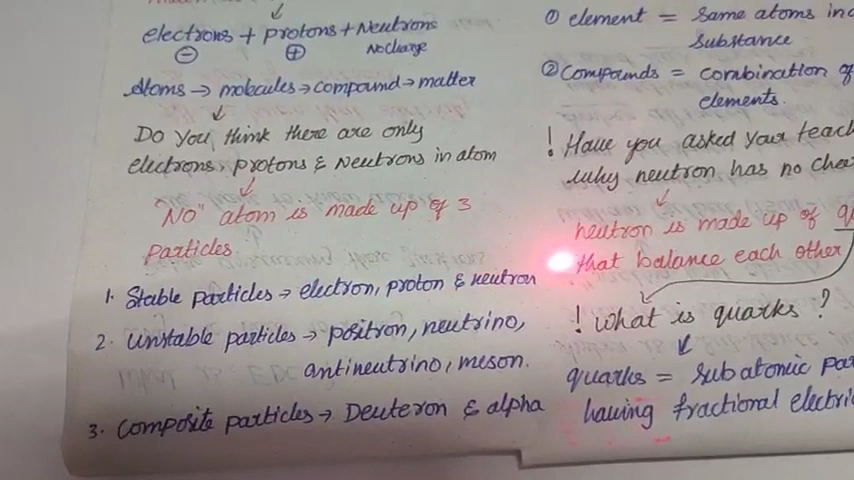 electrons + protons + Neutrons
⊖ ⊕ No charge
Atoms → molecules → compound → matter
Do you think there are only
electrons, protons & Neutrons in atom
"NO" atom is made up of 3
particles.
1. Stable particles → electron, proton & neutron
2. Unstable particles → positron, neutrino,
antineutrino, meson.
3. Composite particles → Deuteron & alpha
① element = Same atoms in a
substance
② Compounds = combination of
elements.
! Have you asked your teach
why neutron has no cha
neutron is made up of q
that balance each other
! What is quarks ?
quarks = subatomic pa
having fractional electric